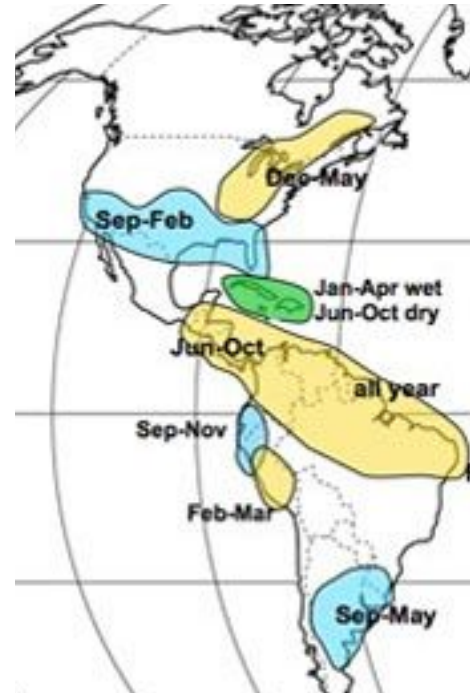 Dec-May
Sep-Feb
Jan-Apr wet
Jun-Oct dry
Jun-Oct
all year
Sep-Nov
Feb-Mar
Sep-May